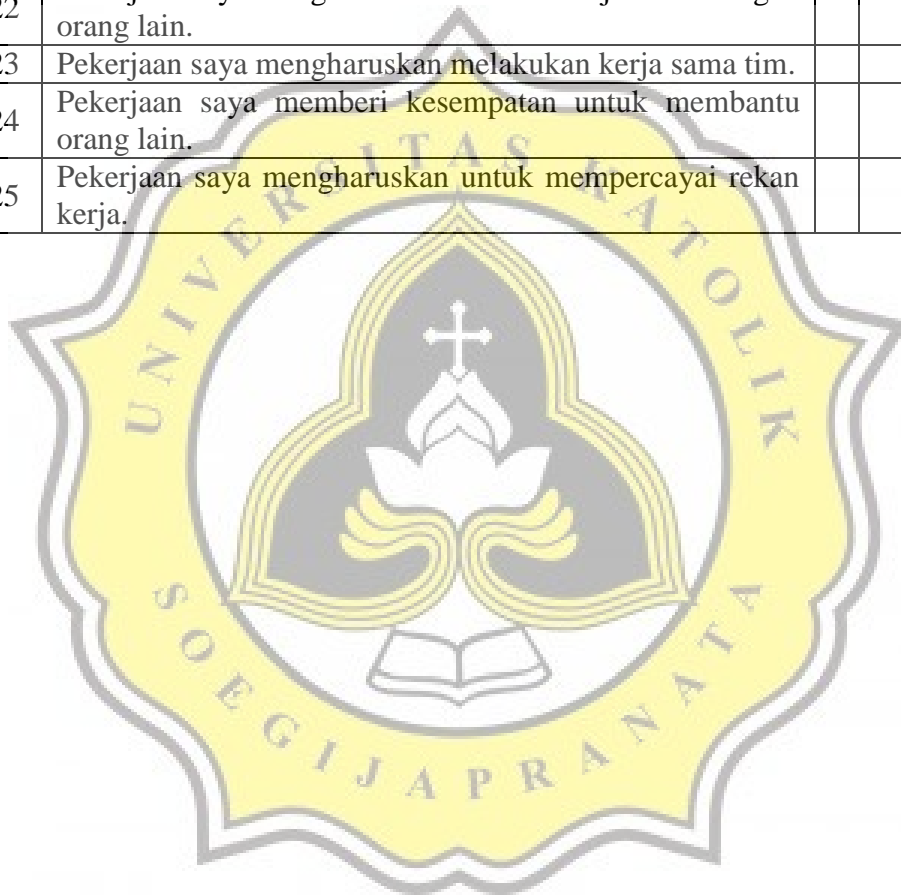 22
orang lain.
23 Pekerjaan saya mengharuskan melakukan kerja sama tim.
24 Pekerjaan saya memberi kesempatan untuk membantu
orang lain.
25 Pekerjaan saya mengharuskan untuk mempercayai rekan
kerja.
UNIVERSITAS KATOLIK
SOEGIJAPRANATA